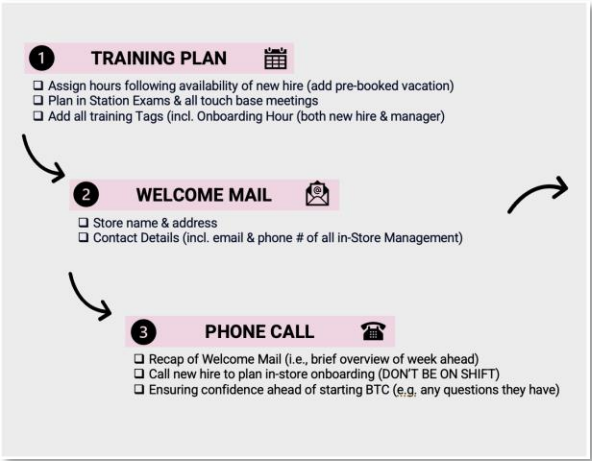 1 TRAINING PLAN
❑ Assign hours following availability of new hire (add pre-booked vacation)
❑ Plan in Station Exams & all touch base meetings
❑ Add all training Tags (incl. Onboarding Hour (both new hire & manager)
2 WELCOME MAIL
❑ Store name & address
❑ Contact Details (incl. email & phone # of all in-Store Management)
3 PHONE CALL
❑ Recap of Welcome Mail (i.e., brief overview of week ahead)
❑ Call new hire to plan in-store onboarding (DON'T BE ON SHIFT)
❑ Ensuring confidence ahead of starting BTC (e.g. any questions they have)